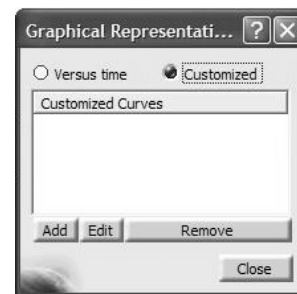 Graphical Representati... ? X
Versus time Customized
Customized Curves
Add Edit Remove
Close